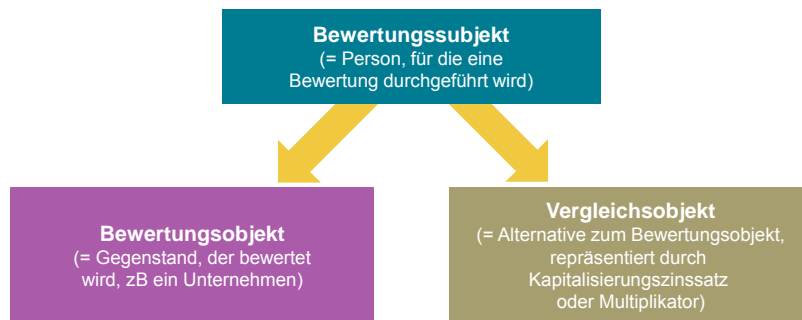 Bewertungssubjekt
(= Person, für die eine
Bewertung durchgeführt wird)
Bewertungsobjekt
(= Gegenstand, der bewertet
wird, zB ein Unternehmen)
Vergleichsobjekt
(= Alternative zum Bewertungsobjekt,
repräsentiert durch
Kapitalisierungszinssatz
oder Multiplikator)